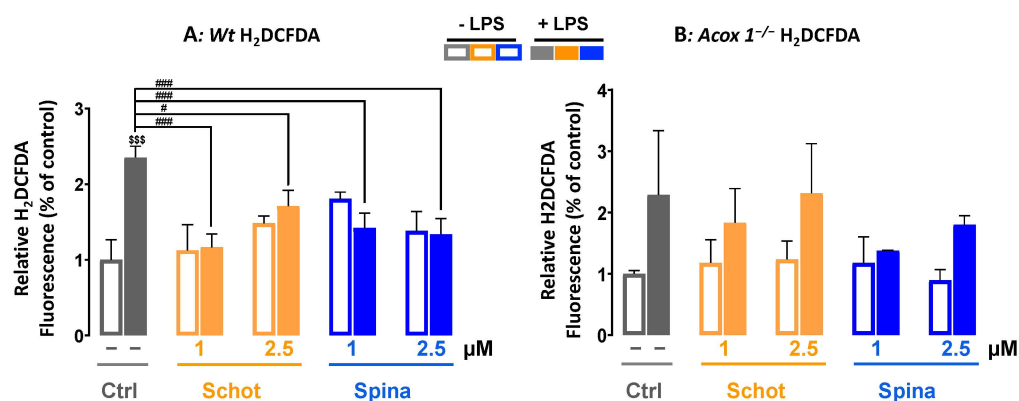 A: Wt H₂DCFDA
- LPS + LPS
B: Acox 1⁻/⁻ H₂DCFDA
Relative H₂DCFDA
Fluorescence (% of control)
3
2
1
0
###
###
#
###
$$$
– –
1 2.5
1 2.5
µM
Ctrl
Schot
Spina
Relative H2DCFDA
Fluorescence (% of control)
4
3
2
1
0
– –
1 2.5
1 2.5
µM
Ctrl
Schot
Spina